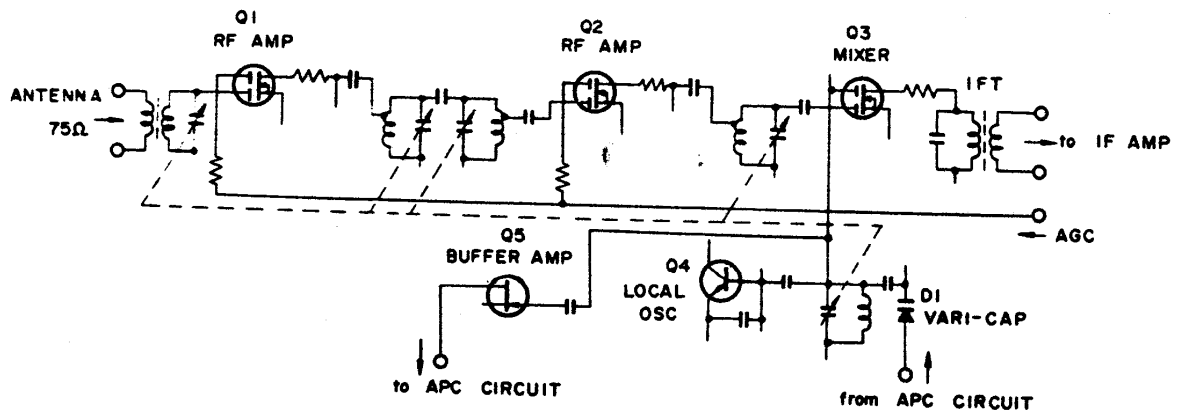 Q1
RF AMP
Q2
RF AMP
Q3
MIXER
IFT
ANTENNA
75Ω
to IF AMP
AGC
Q5
BUFFER AMP
Q4
LOCAL
OSC
D1
VARI-CAP
to APC CIRCUIT
from APC CIRCUIT